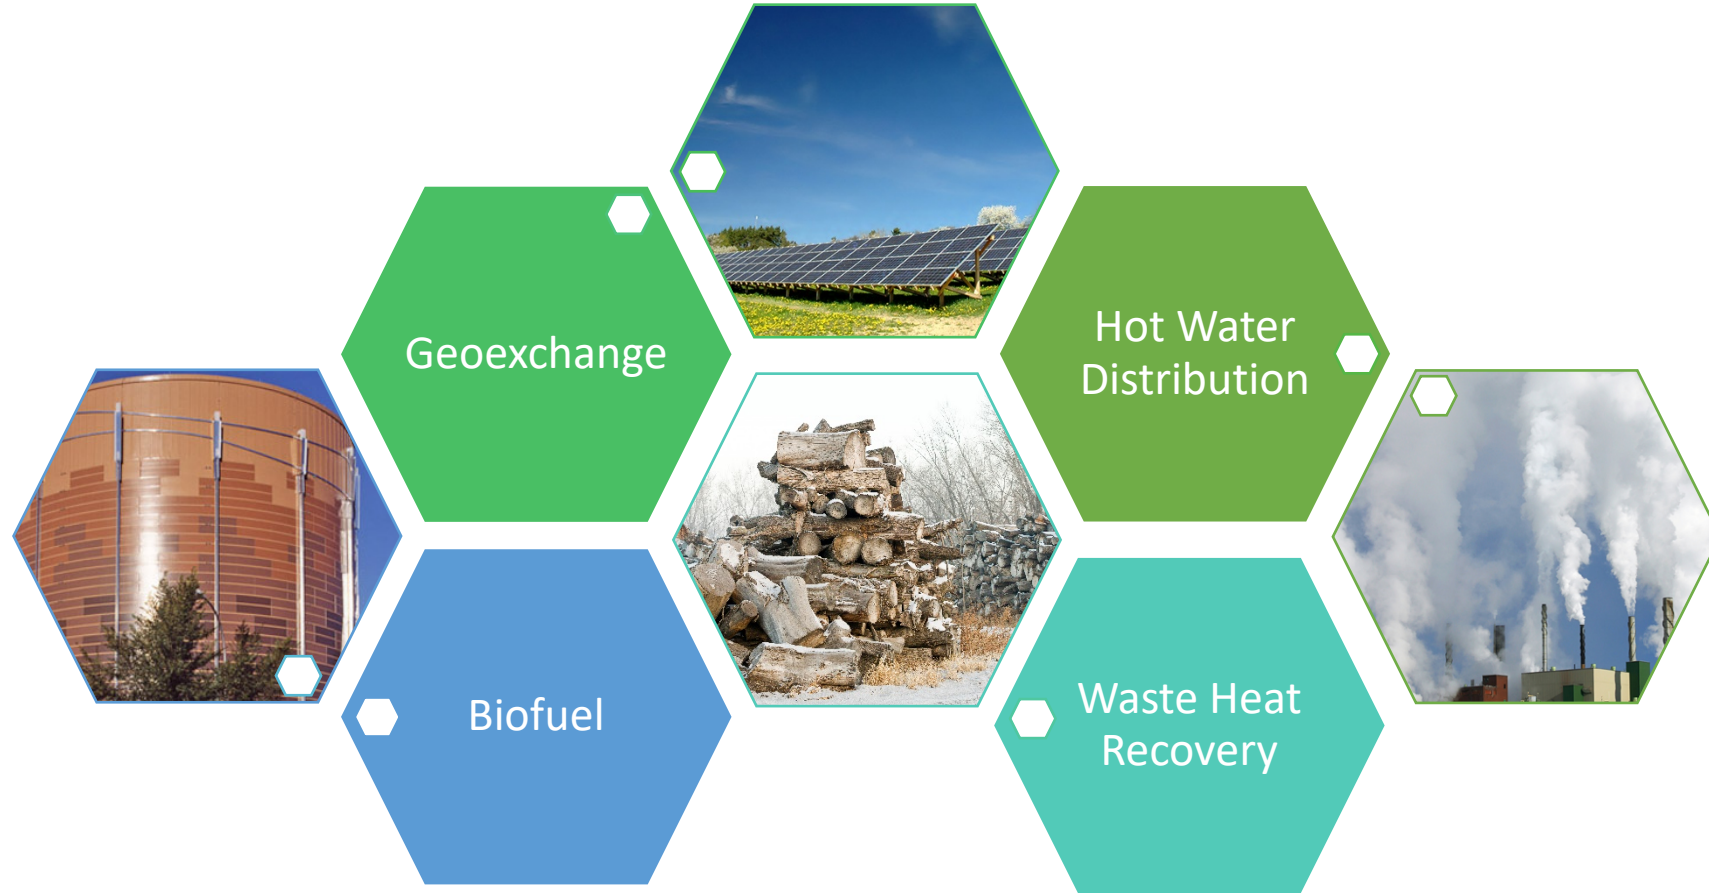 Geoexchange
Hot Water
Distribution
Biofuel
Waste Heat
Recovery